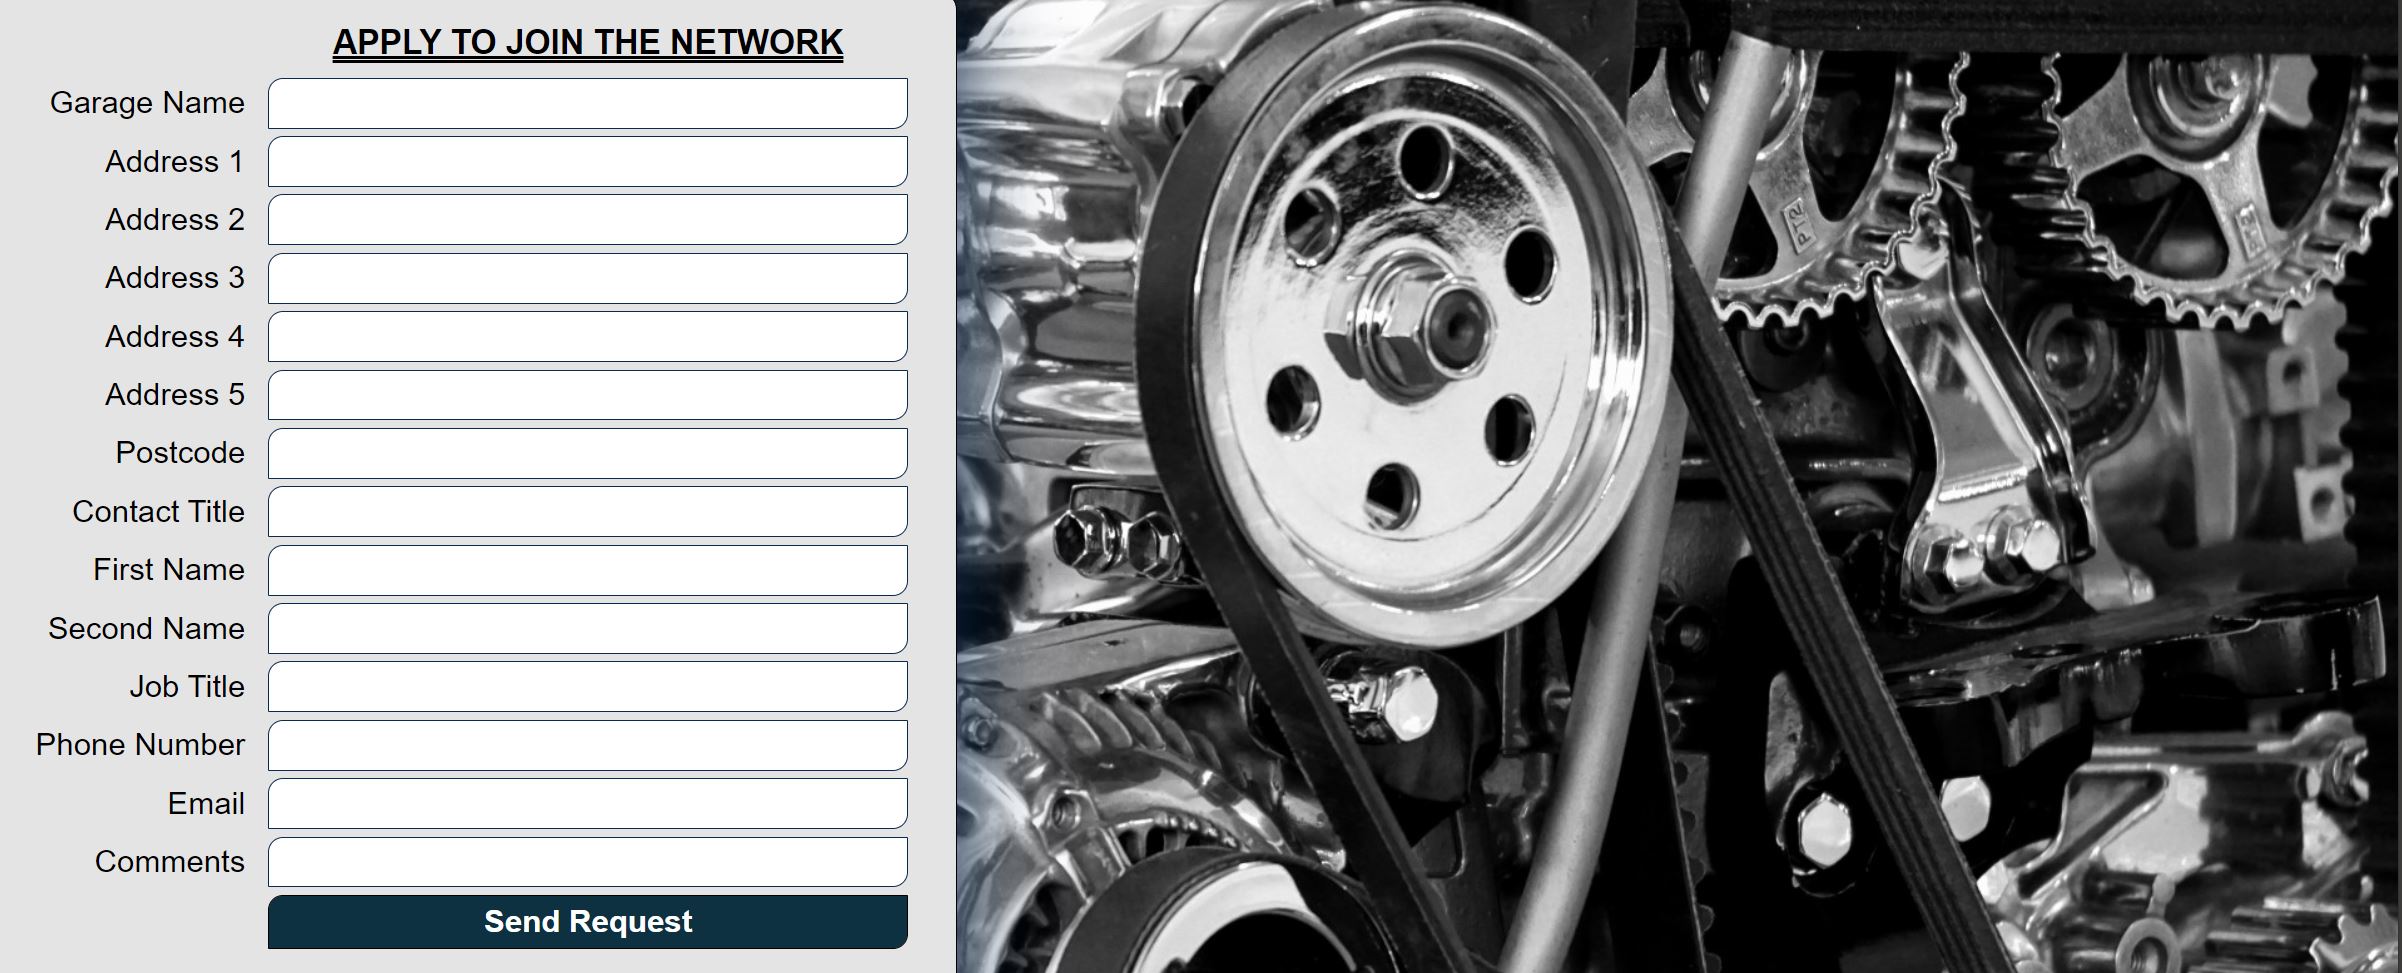 APPLY TO JOIN THE NETWORK
Garage Name
Address 1
Address 2
Address 3
Address 4
Address 5
Postcode
Contact Title
First Name
Second Name
Job Title
Phone Number
Email
Comments
Send Request
PT2